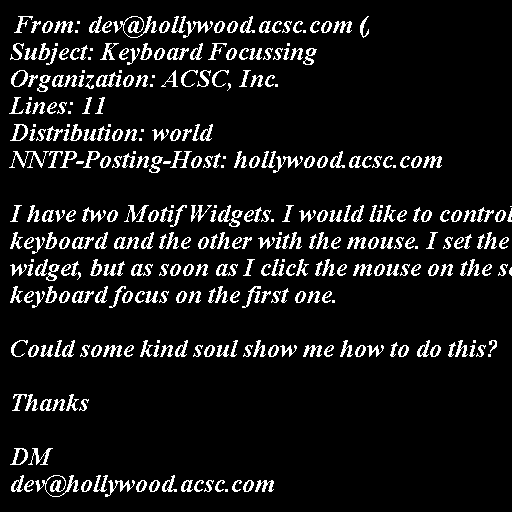 From: dev@hollywood.acsc.com (
Subject: Keyboard Focussing
Organization: ACSC, Inc.
Lines: 11
Distribution: world
NNTP-Posting-Host: hollywood.acsc.com
I have two Motif Widgets. I would like to control
keyboard and the other with the mouse. I set the
widget, but as soon as I click the mouse on the
keyboard focus on the first one.
Could some kind soul show me how to do this?
Thanks
DM
dev@hollywood.acsc.com